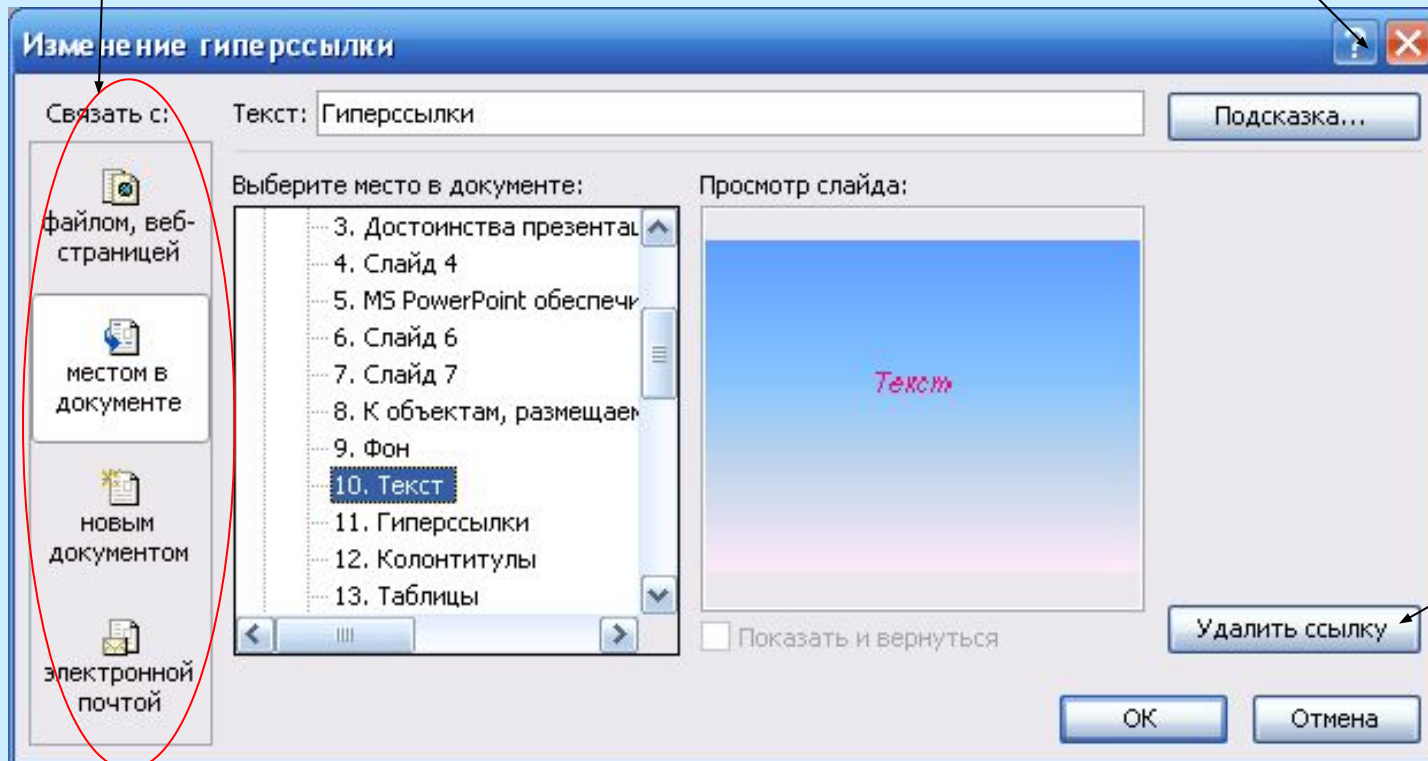 Изменение гиперссылки
Связать с:
Текст: Гиперссылки
Подсказка...
файлом, веб-
страницей
местом в
документе
новым
документом
электронной
почтой
Выберите место в документе:
3. Достоинства презентац
4. Слайд 4
5. MS PowerPoint обеспечи
6. Слайд 6
7. Слайд 7
8. К объектам, размещаем
9. Фон
10. Текст
11. Гиперссылки
12. Колонтитулы
13. Таблицы
Просмотр слайда:
Текст
Показать и вернуться
Удалить ссылку
ОК
Отмена